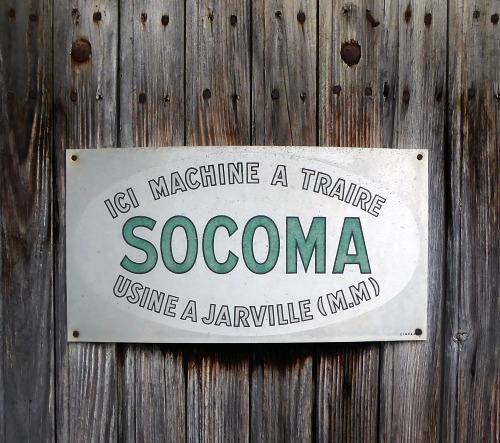 ICI MACHINE A TRAIRE
SOCOMA
USINE A JARVILLE (M.M)